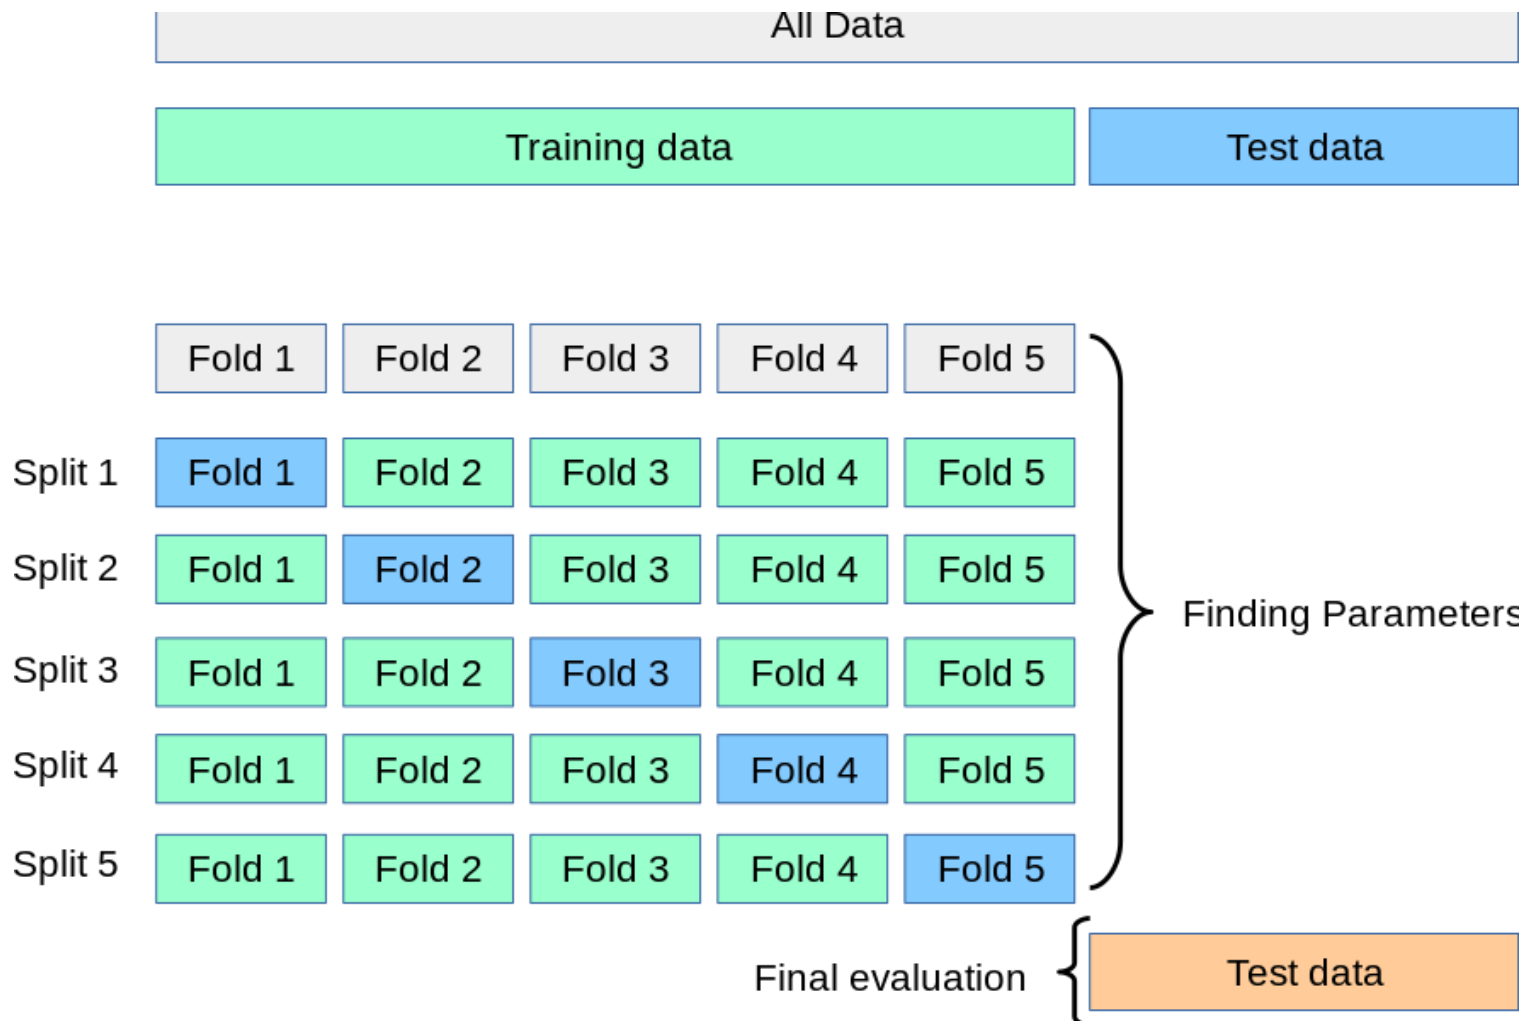 All Data
Training data Test data
Fold 1 Fold 2 Fold 3 Fold 4 Fold 5
Split 1 Fold 1 Fold 2 Fold 3 Fold 4 Fold 5
Split 2 Fold 1 Fold 2 Fold 3 Fold 4 Fold 5
Finding Parameters
Split 3 Fold 1 Fold 2 Fold 3 Fold 4 Fold 5
Split 4 Fold 1 Fold 2 Fold 3 Fold 4 Fold 5
Split 5 Fold 1 Fold 2 Fold 3 Fold 4 Fold 5
Final evaluation Test data